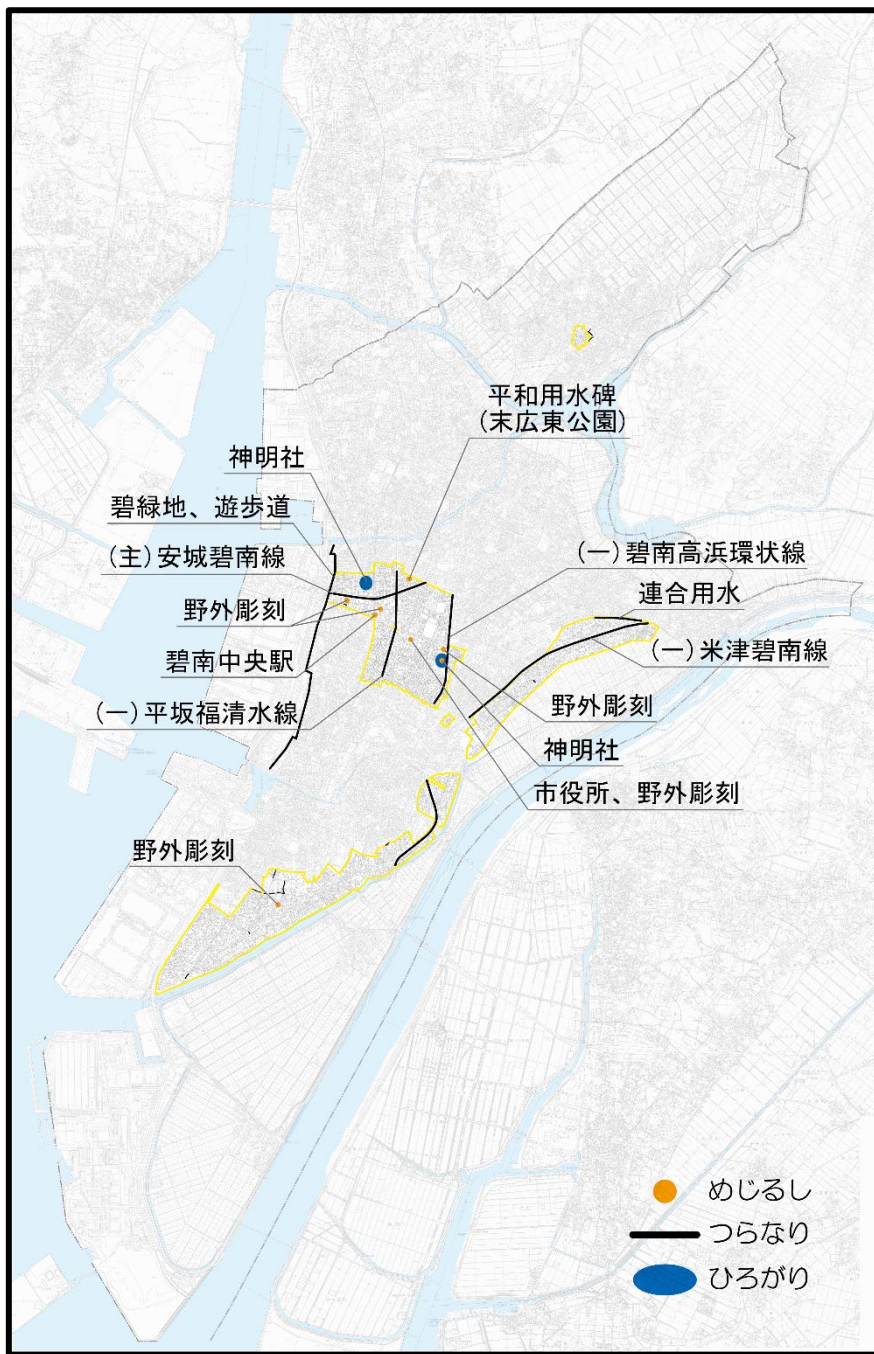 平和用水碑
(末広東公園)
神明社
碧緑地、遊歩道
(主)安城碧南線
野外彫刻
碧南中央駅
(一)平坂福清水線
(一)碧南高浜環状線
連合用水
(一)米津碧南線
野外彫刻
神明社
市役所、野外彫刻
野外彫刻
めじるし
つらなり
ひろがり